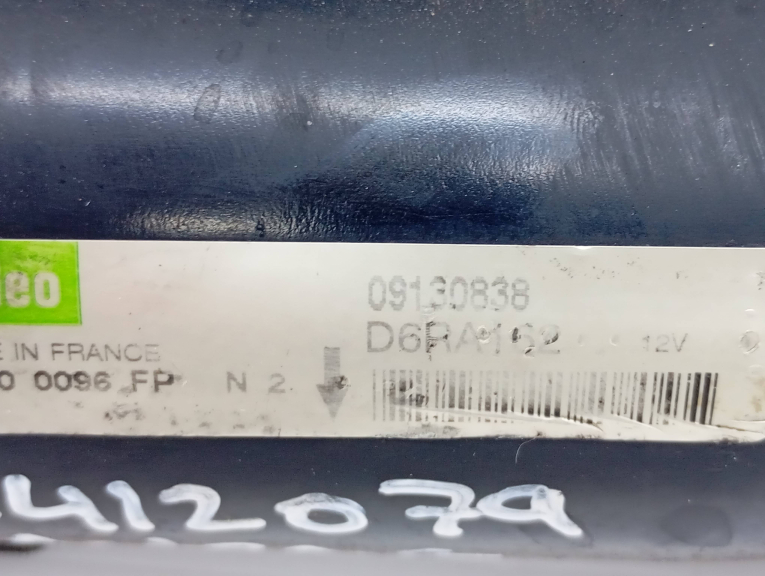 eo
09130838
D6RA162 12V
E IN FRANCE
0 0096 FP N 2
412079